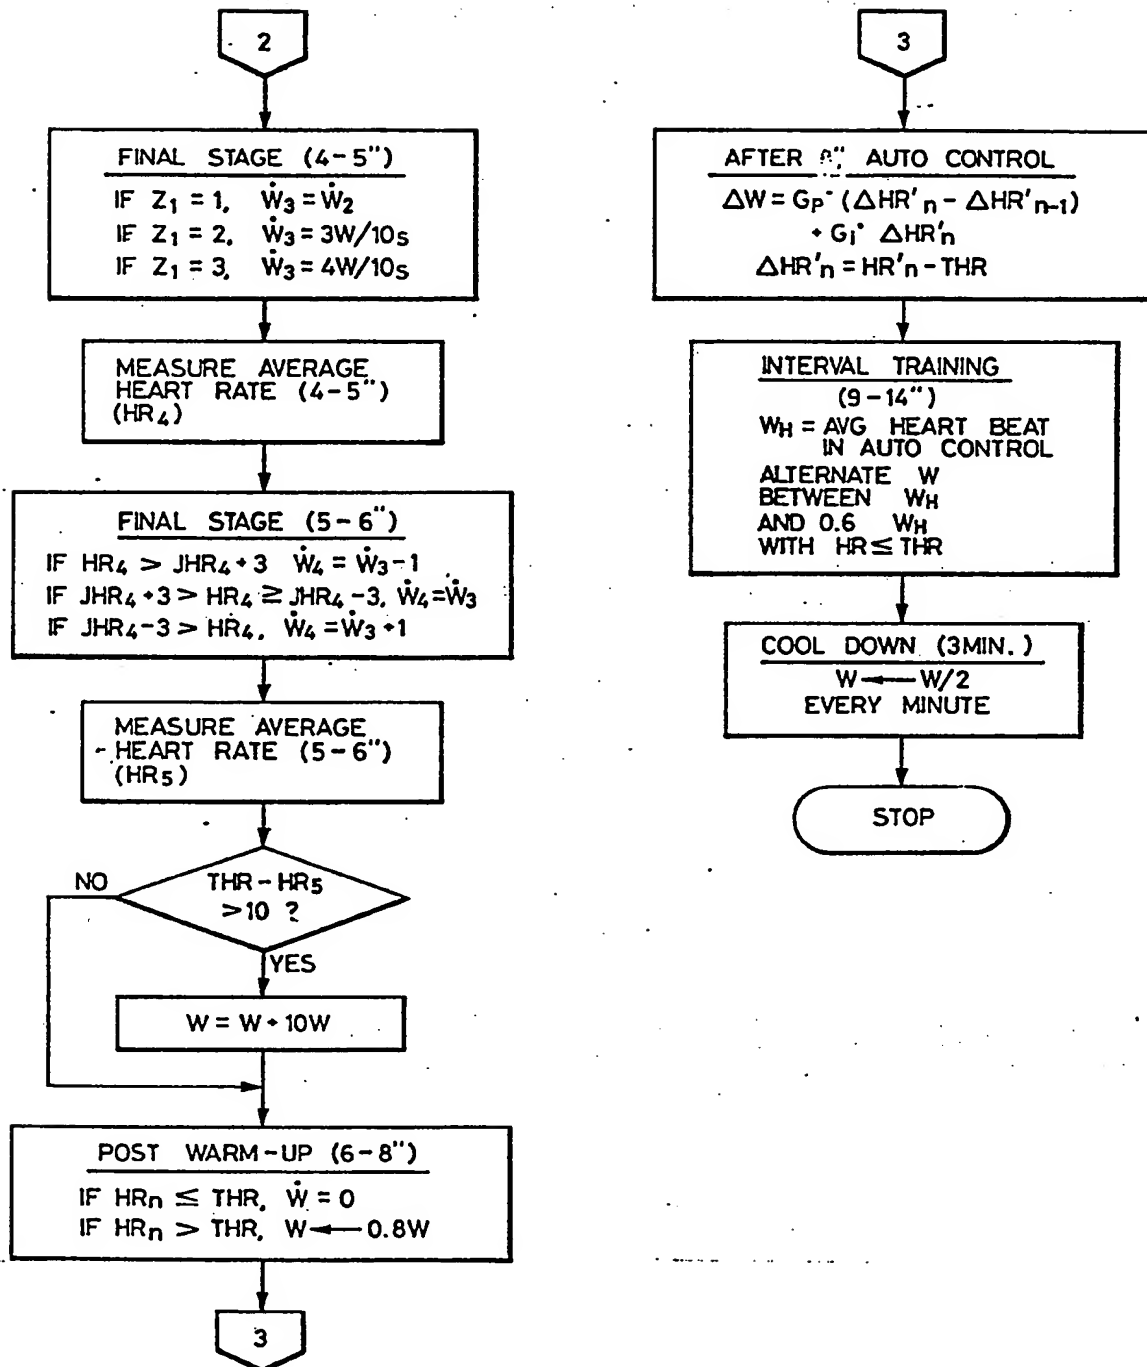 2
FINAL STAGE (4-5")
IF Z₁ = 1, Ẇ₃ = Ẇ₂
IF Z₁ = 2, Ẇ₃ = 3W/10s
IF Z₁ = 3, Ẇ₃ = 4W/10s
MEASURE AVERAGE
HEART RATE (4-5")
(HR₄)
FINAL STAGE (5-6")
IF HR₄ > JHR₄+3 Ẇ₄ = Ẇ₃-1
IF JHR₄+3 > HR₄ ≧ JHR₄-3, Ẇ₄=Ẇ₃
IF JHR₄-3 > HR₄, Ẇ₄ = Ẇ₃+1
MEASURE AVERAGE
HEART RATE (5-6")
(HR₅)
THR-HR₅
>10 ?
NO
YES
W = W + 10W
POST WARM-UP (6-8")
IF HRₙ ≦ THR, Ẇ = 0
IF HRₙ > THR, W ← 0.8W
3
3
AFTER AUTO CONTROL
ΔW = G_P· (ΔHR'ₙ - ΔHR'ₙ₋₁)
+ G_I· ΔHR'ₙ
ΔHR'ₙ = HR'ₙ - THR
INTERVAL TRAINING
(9-14")
W_H = AVG HEART BEAT
IN AUTO CONTROL
ALTERNATE W
BETWEEN W_H
AND 0.6 W_H
WITH HR ≦ THR
COOL DOWN (3MIN.)
W ← W/2
EVERY MINUTE
STOP